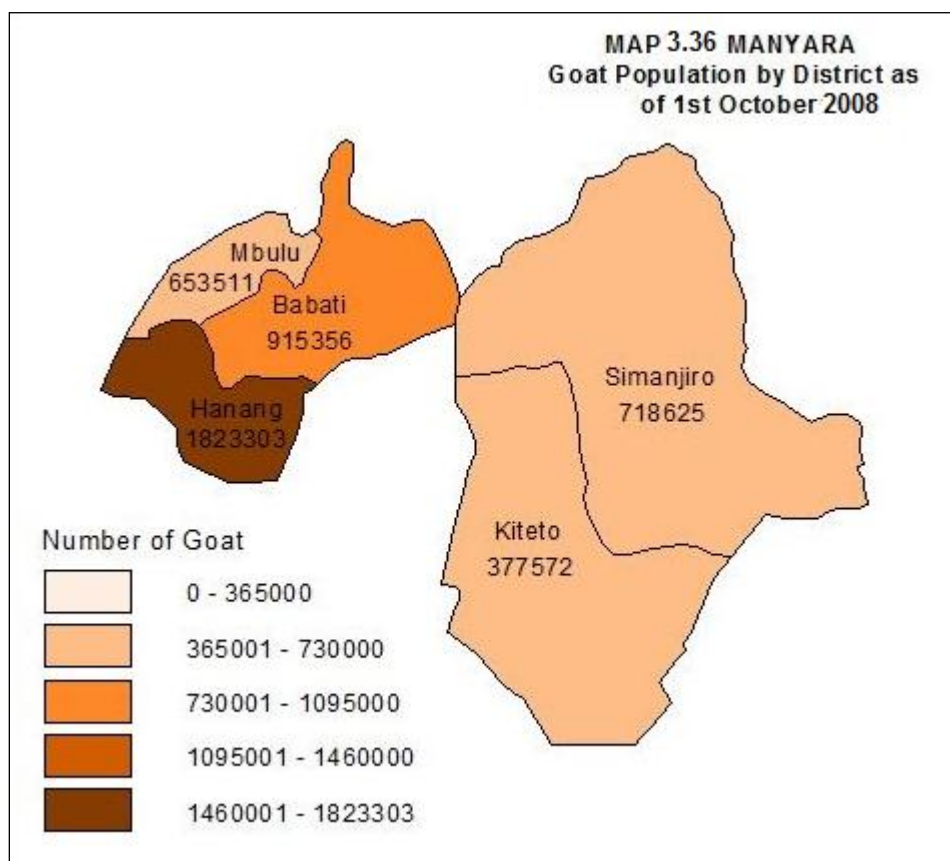 MAP 3.36 MANYARA
Goat Population by District as
of 1st October 2008
Mbulu
653511
Babati
915356
Hanang
1823303
Simanjiro
718625
Kiteto
377572
Number of Goat
0 - 365000
365001 - 730000
730001 - 1095000
1095001 - 1460000
1460001 - 1823303